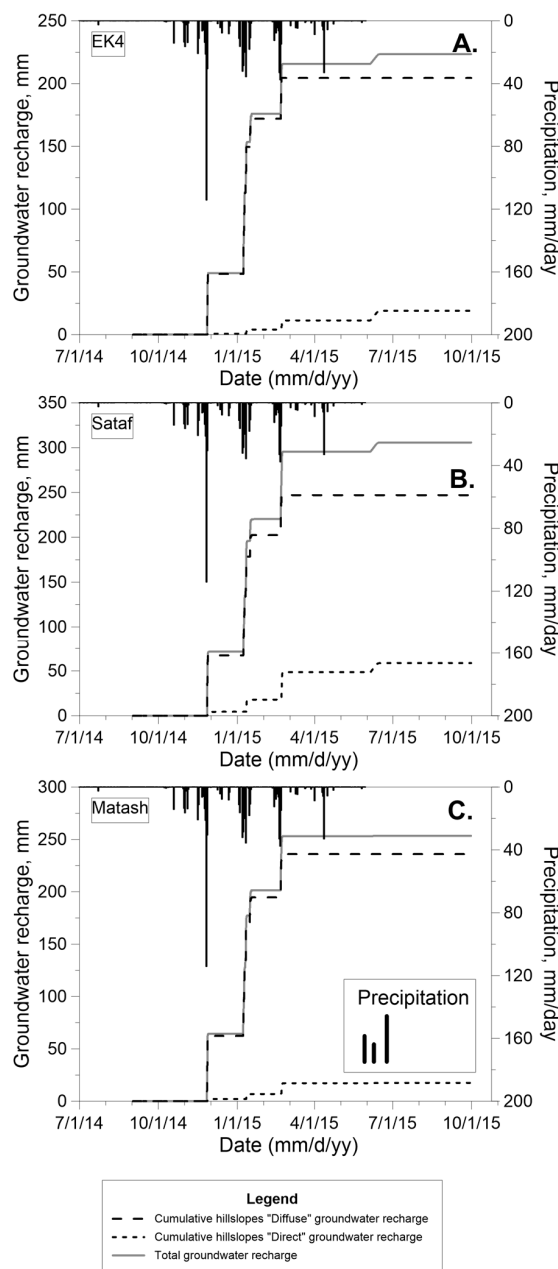 EK4
A.
250
200
150
100
50
0
Groundwater recharge, mm
0
40
80
120
160
200
Precipitation, mm/day
7/1/14 10/1/14 1/1/15 4/1/15 7/1/15 10/1/15
Date (mm/d/yy)
Sataf
B.
350
300
250
200
150
100
50
0
Groundwater recharge, mm
0
40
80
120
160
200
Precipitation, mm/day
7/1/14 10/1/14 1/1/15 4/1/15 7/1/15 10/1/15
Date (mm/d/yy)
Matash
C.
300
250
200
150
100
50
0
Groundwater recharge, mm
0
40
80
120
160
200
Precipitation, mm/day
Precipitation
7/1/14 10/1/14 1/1/15 4/1/15 7/1/15 10/1/15
Date (mm/d/yy)
Legend
Cumulative hillslopes "Diffuse" groundwater recharge
Cumulative hillslopes "Direct" groundwater recharge
Total groundwater recharge